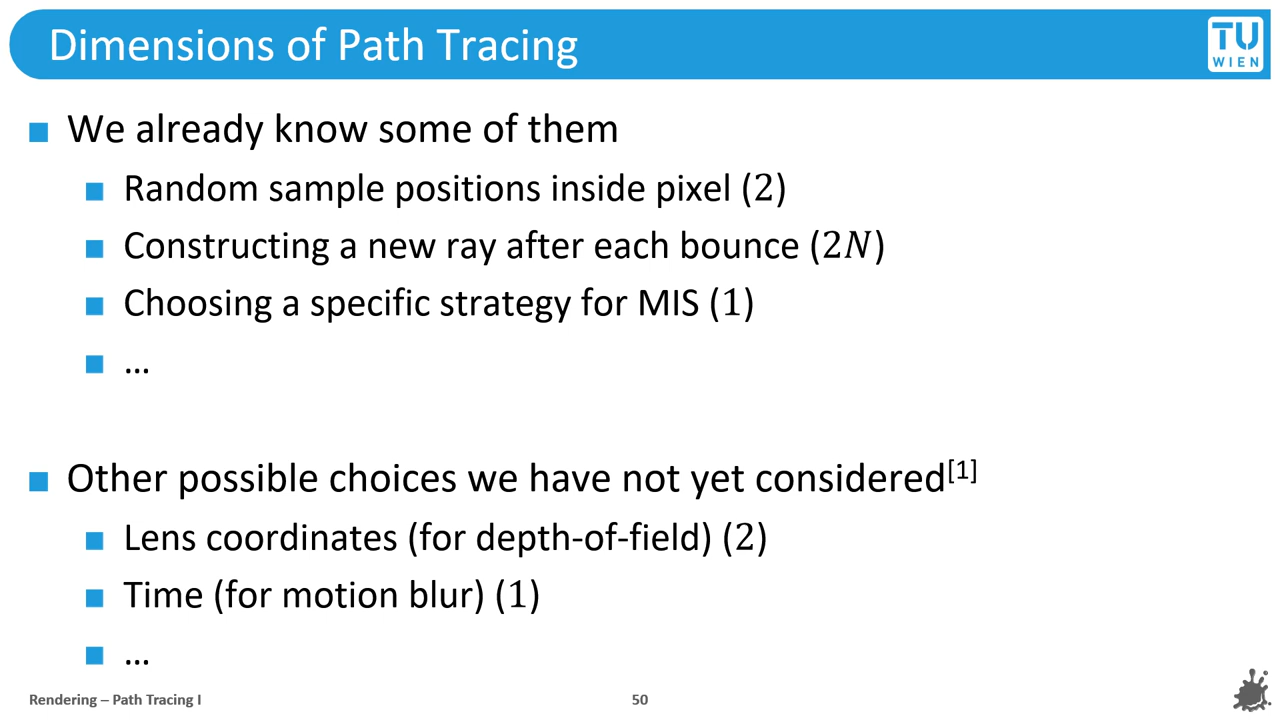 Dimensions of Path Tracing
TU
WIEN
We already know some of them
Random sample positions inside pixel (2)
Constructing a new ray after each bounce (2N)
Choosing a specific strategy for MIS (1)
...
Other possible choices we have not yet considered[1]
Lens coordinates (for depth-of-field) (2)
Time (for motion blur) (1)
...
Rendering – Path Tracing I
50